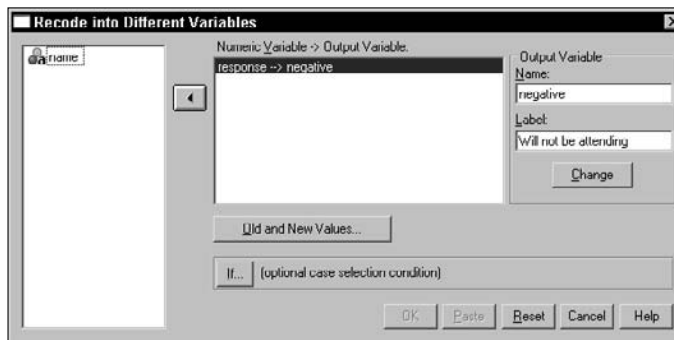 Recode into Different Variables
name
Numeric Variable -> Output Variable.
response --> negative
Output Variable
Name:
negative
Label:
Will not be attending
Change
Old and New Values...
If... (optional case selection condition)
OK Paste Reset Cancel Help